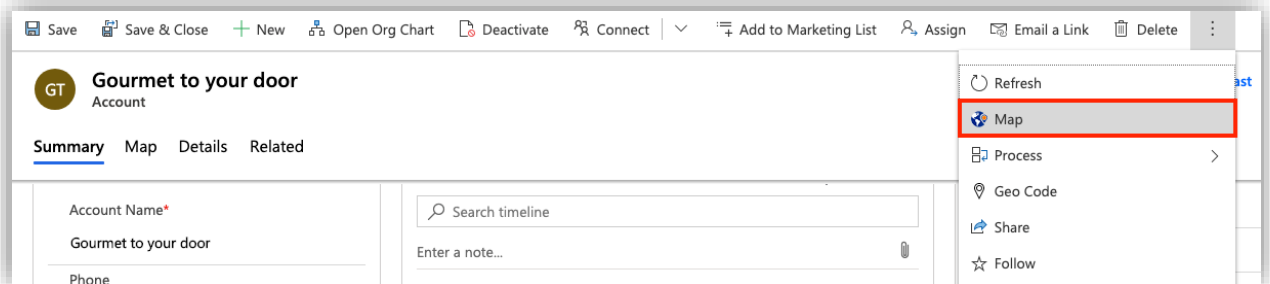 Save Save & Close New Open Org Chart Deactivate Connect Add to Marketing List Assign Email a Link Delete
GT
Gourmet to your door
Account
Summary Map Details Related
Refresh
ast
Map
Process
Geo Code
Share
Follow
Account Name*
Gourmet to your door
Phone
Search timeline
Enter a note...